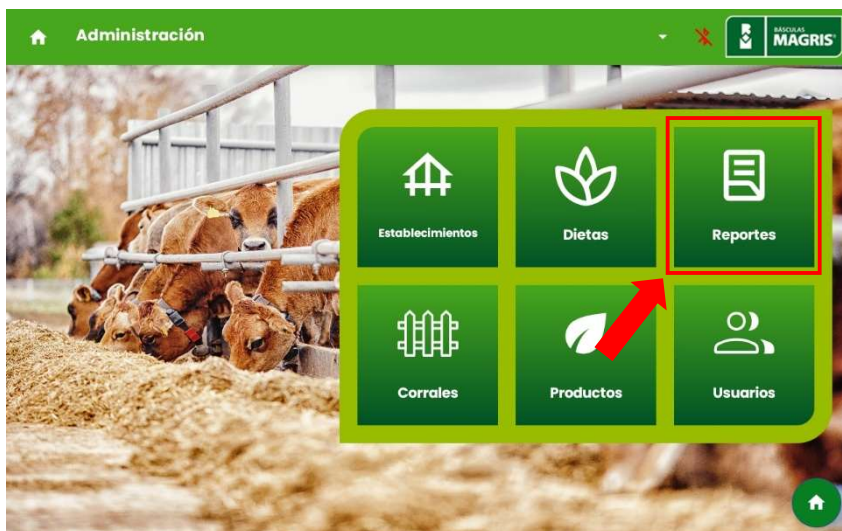 Administración
BÁSCULAS
MAGRIS
Establecimientos
Dietas
Reportes
Corrales
Productos
Usuarios